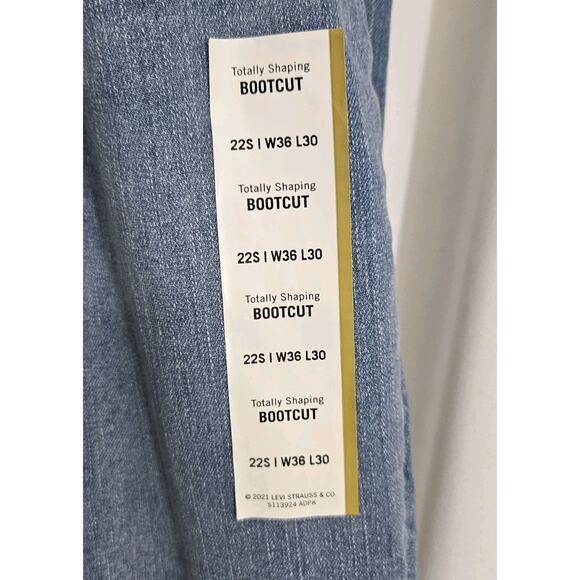 Totally Shaping
BOOTCUT
22S | W36 L30
Totally Shaping
BOOTCUT
22S | W36 L30
Totally Shaping
BOOTCUT
22S | W36 L30
Totally Shaping
BOOTCUT
22S | W36 L30
© 2021 LEVI STRAUSS & CO.
S113924 ADPK